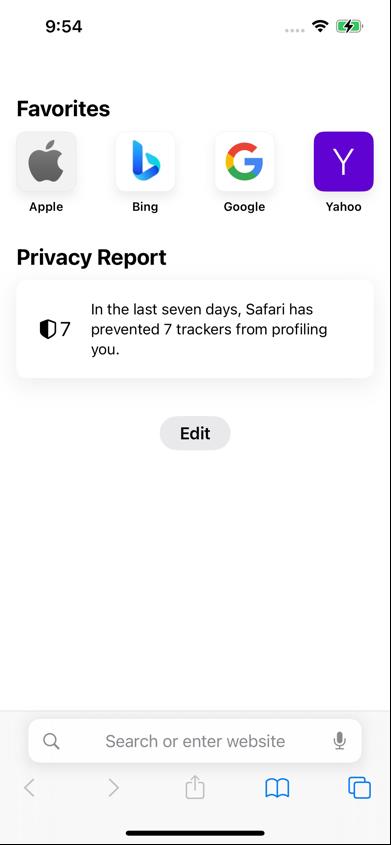 9:54
Favorites
Apple
Bing
Google
Yahoo
Privacy Report
7
In the last seven days, Safari has
prevented 7 trackers from profiling
you.
Edit
Search or enter website